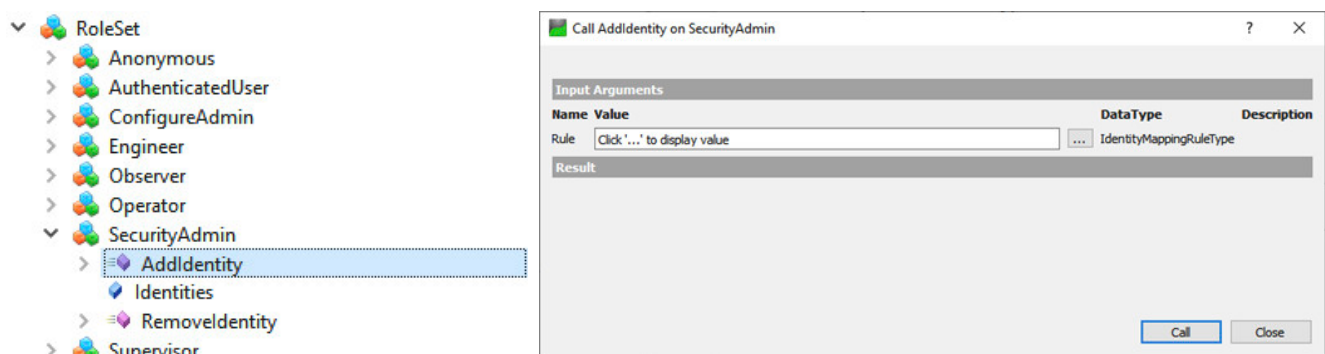 RoleSet
Anonymous
AuthenticatedUser
ConfigureAdmin
Engineer
Observer
Operator
SecurityAdmin
AddIdentity
Identities
RemoveIdentity
Supervisor
Call AddIdentity on SecurityAdmin ? ×
Input Arguments
Name Value DataType Description
Rule Click '...' to display value ... IdentityMappingRuleType
Result
Call Close